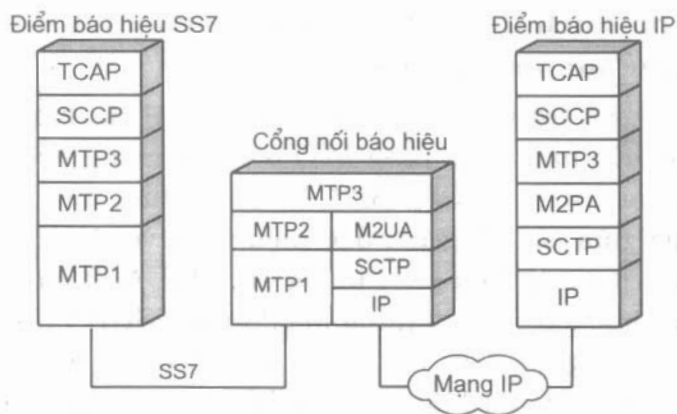 Điểm báo hiệu SS7
TCAP
SCCP
MTP3
MTP2
MTP1
Cổng nối báo hiệu
MTP3
MTP2
M2UA
MTP1
SCTP
IP
Điểm báo hiệu IP
TCAP
SCCP
MTP3
M2PA
SCTP
IP
SS7
Mạng IP